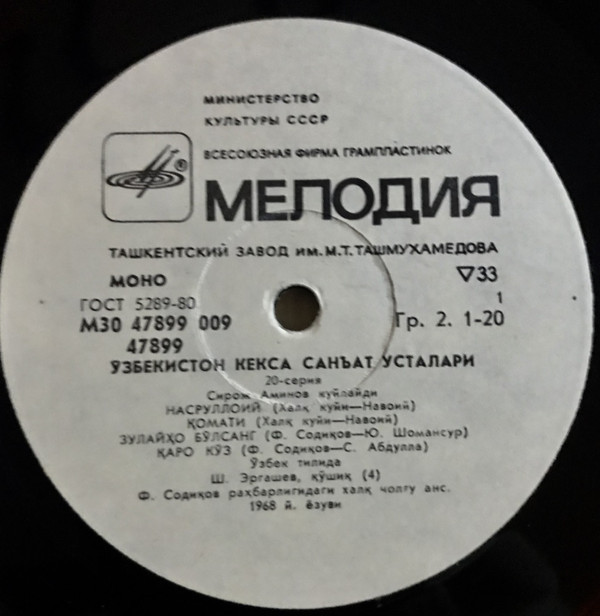 МИНИСТЕРСТВО
КУЛЬТУРЫ СССР
ВСЕСОЮЗНАЯ ФИРМА ГРАМПЛАСТИНОК
®
МЕЛОДИЯ
ТАШКЕНТСКИЙ ЗАВОД ИМ. М.Т. ТАШМУХАМЕДОВА
МОНО ▽33
ГОСТ 5289-80 1
М30 47899 009 Гр. 2. 1-20
47899
ЎЗБЕКИСТОН КЕКСА САНЪАТ УСТАЛАРИ
20-серия
Сирож Аминов куйлайди
НАСРУЛЛОИЙ (Халқ куйи—Навоий)
ҚОМАТИ (Халқ куйи—Навоий)
ЗУЛАЙҲО БЎЛСАНГ (Ф. Содиқов—Ю. Шомансур)
ҚАРО КЎЗ (Ф. Содиқов—С. Абдулла)
Ўзбек тилида
Ш. Эргашев, қўшиқ (4)
Ф. Содиқов раҳбарлигидаги халқ чолғу анс.
1968 й. ёзуви